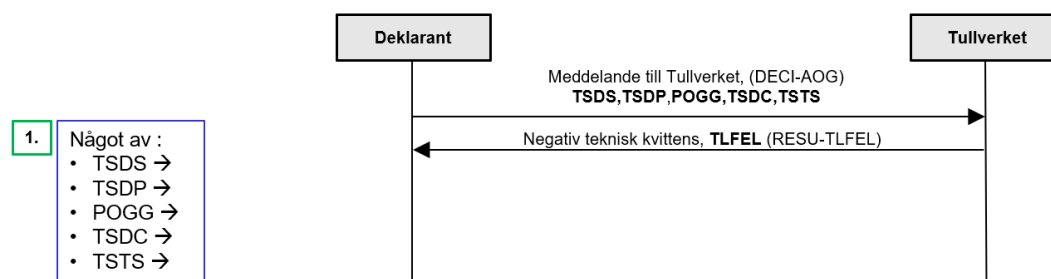 Deklarant
Tullverket
Meddelande till Tullverket, (DECI-AOG)
TSDS,TSDP,POGG,TSDC,TSTS
Negativ teknisk kvittens, TLFEL (RESU-TLFEL)
1.
Något av :
• TSDS →
• TSDP →
• POGG →
• TSDC →
• TSTS →